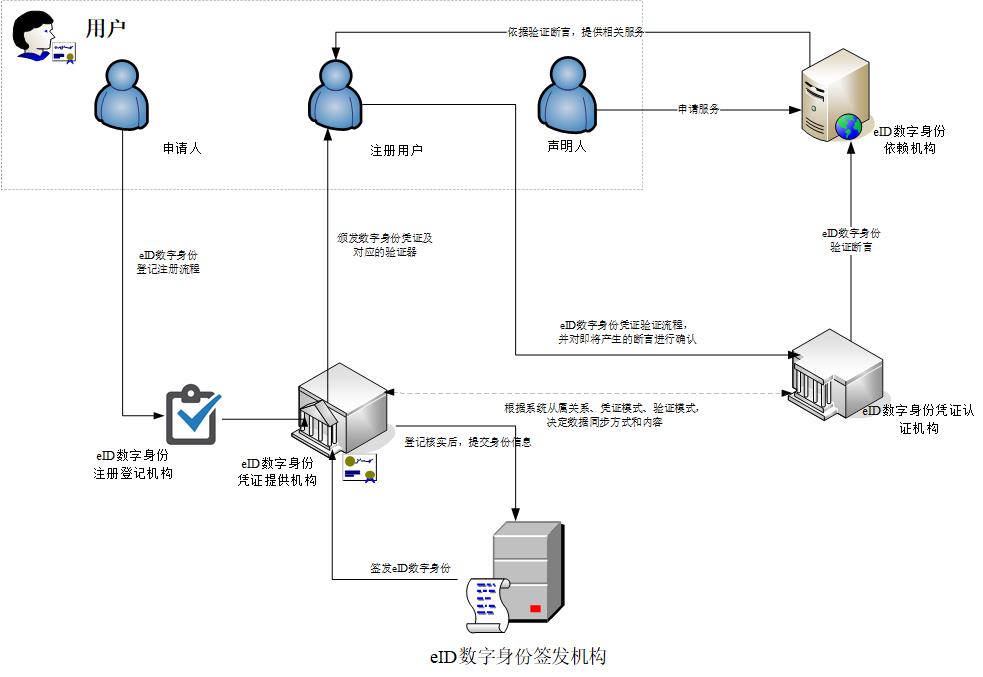 用户
依据验证断言，提供相关服务
申请服务
申请人
注册用户
声明人
eID数字身份
依赖机构
eID数字身份
登记注册流程
颁发数字身份凭证及
对应的验证器
eID数字身份
验证断言
eID数字身份凭证验证流程，
并对即将产生的断言进行确认
根据系统从属关系、凭证模式、验证模式，
决定数据同步方式和内容
eID数字身份凭证认
证机构
登记核实后，提交身份信息
eID数字身份
注册登记机构
eID数字身份
凭证提供机构
签发eID数字身份
eID数字身份签发机构